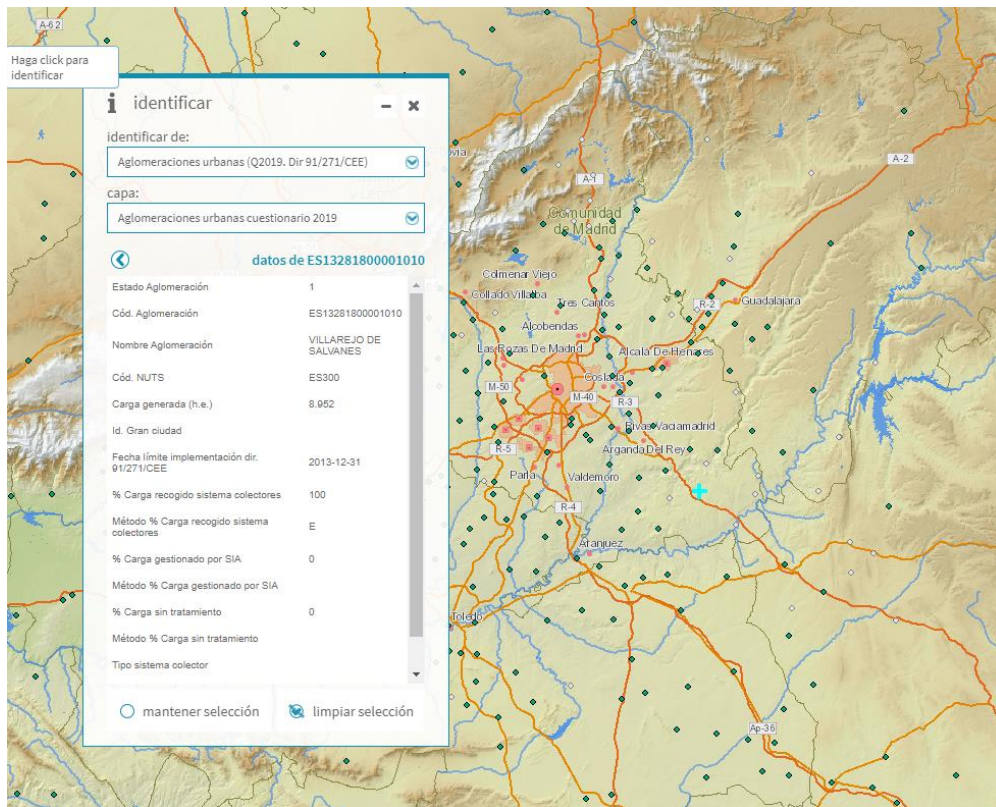 A-62
Haga click para
identificar
i identificar
identificar de:
Aglomeraciones urbanas (Q2019. Dir 91/271/CEE)
capa:
Aglomeraciones urbanas cuestionario 2019
datos de ES13281800001010
Estado Aglomeración 1
Cód. Aglomeración ES13281800001010
Nombre Aglomeración VILLAREJO DE
SALVANES
Cód. NUTS ES300
Carga generada (h.e.) 8.952
Id. Gran ciudad
Fecha límite implementación dir.
91/271/CEE 2013-12-31
% Carga recogido sistema colectores 100
Método % Carga recogido sistema
colectores E
% Carga gestionado por SIA 0
Método % Carga gestionado por SIA
% Carga sin tratamiento 0
Método % Carga sin tratamiento
Tipo sistema colector
mantener selección limpiar selección
A-2
A-1
Comunidad
de Madrid
Colmenar Viejo
Collado Villalba
Tres Cantos
R-2
Guadalajara
Alcobendas
Las Rozas De Madrid
Alcalá De Henares
Coslada
M-50
M-40
R-3
Rivas Vaciamadrid
R-5
Arganda Del Rey
Parla
Valdemoro
R-4
Aranjuez
Toledo
Ap-36